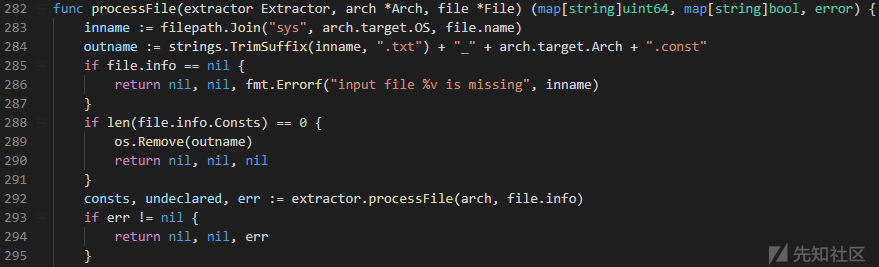 282 func processFile(extractor Extractor, arch *Arch, file *File) (map[string]uint64, map[string]bool, error) {
283     inname := filepath.Join("sys", arch.target.OS, file.name)
284     outname := strings.TrimSuffix(inname, ".txt") + "_" + arch.target.Arch + ".const"
285     if file.info == nil {
286         return nil, nil, fmt.Errorf("input file %v is missing", inname)
287     }
288     if len(file.info.Consts) == 0 {
289         os.Remove(outname)
290         return nil, nil, nil
291     }
292     consts, undeclared, err := extractor.processFile(arch, file.info)
293     if err != nil {
294         return nil, nil, err
295     }
先知社区